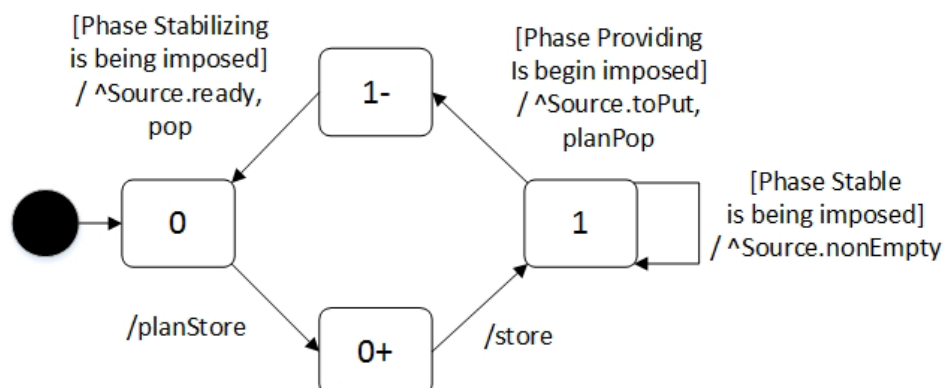 [Phase Stabilizing
is being imposed]
/ ^Source.ready,
pop
1-
[Phase Providing
Is begin imposed]
/ ^Source.toPut,
planPop
0
1
[Phase Stable
is being imposed]
/ ^Source.nonEmpty
/planStore
0+
/store